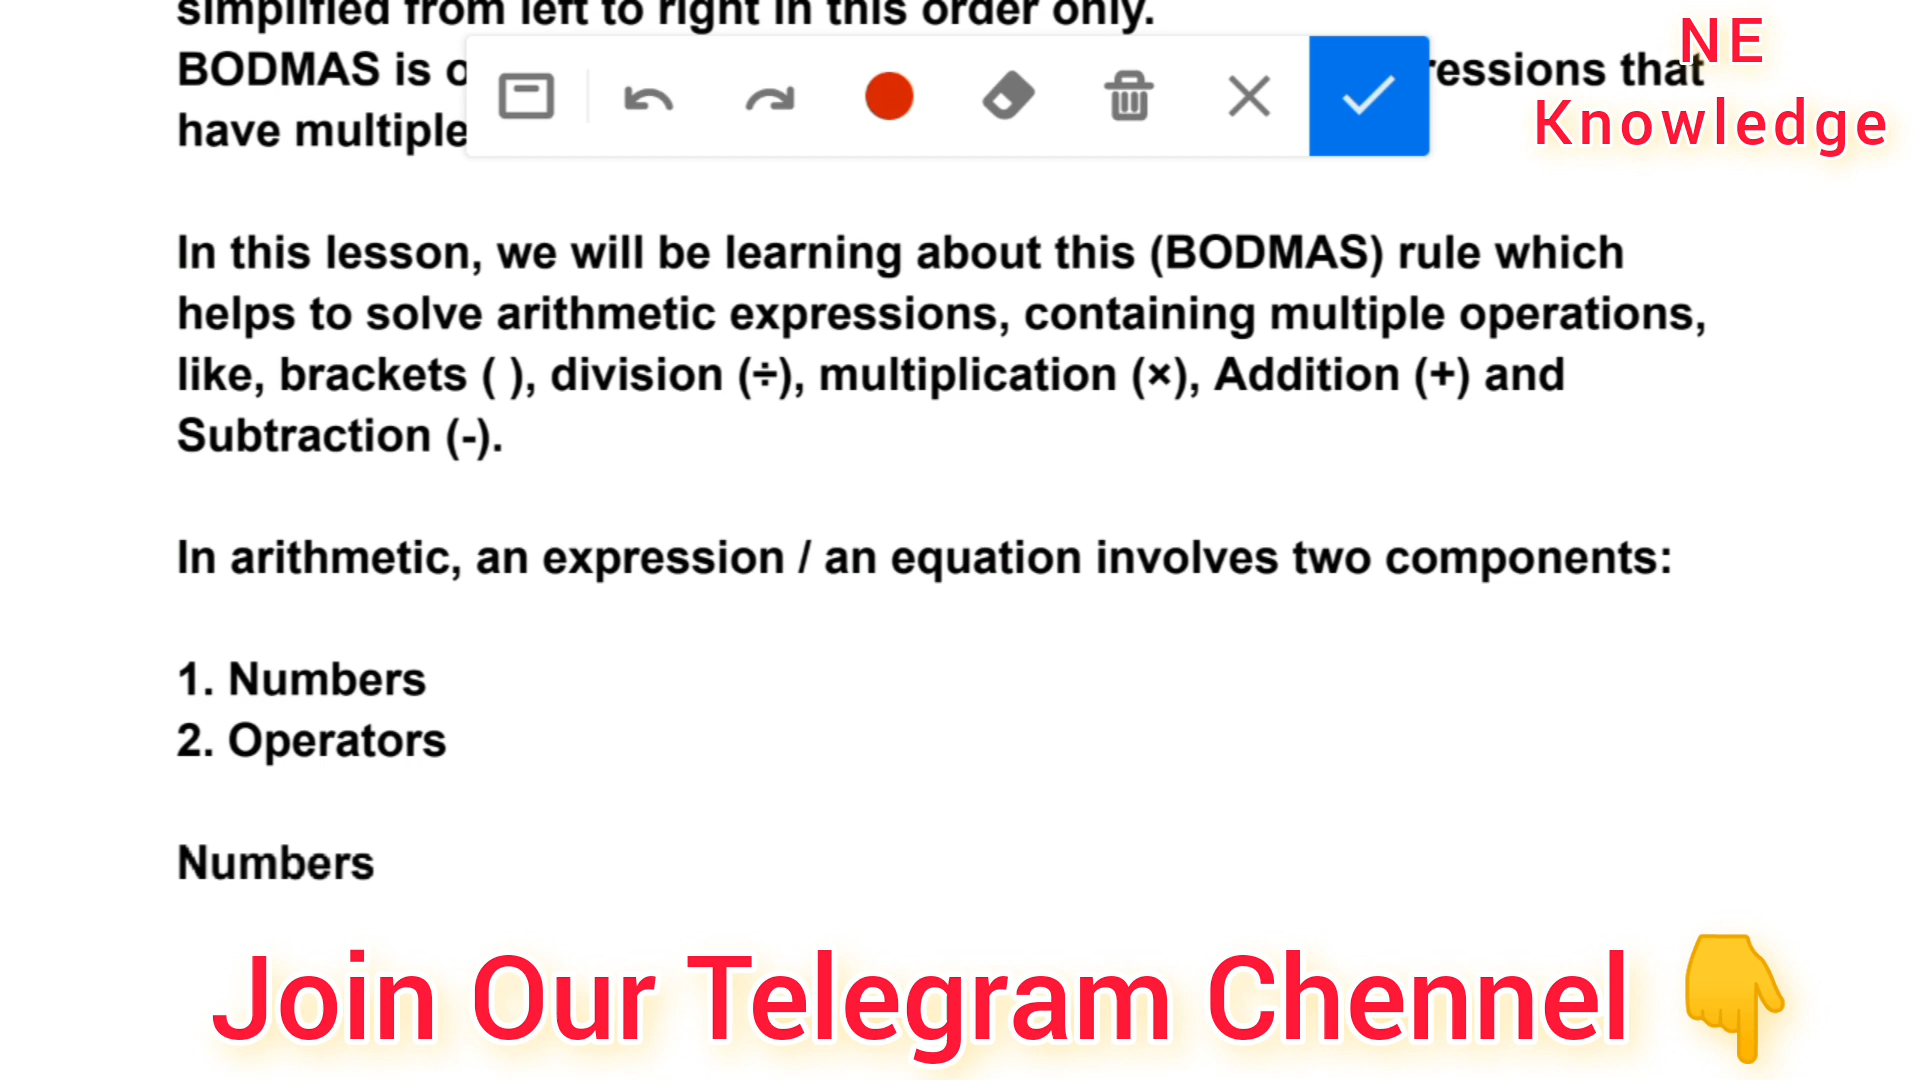 simplified from left to right in this order only.
BODMAS is ressions that
have multiple
NE
Knowledge
In this lesson, we will be learning about this (BODMAS) rule which
helps to solve arithmetic expressions, containing multiple operations,
like, brackets ( ), division (÷), multiplication (×), Addition (+) and
Subtraction (-).
In arithmetic, an expression / an equation involves two components:
1. Numbers
2. Operators
Numbers
Join Our Telegram Chennel 👇